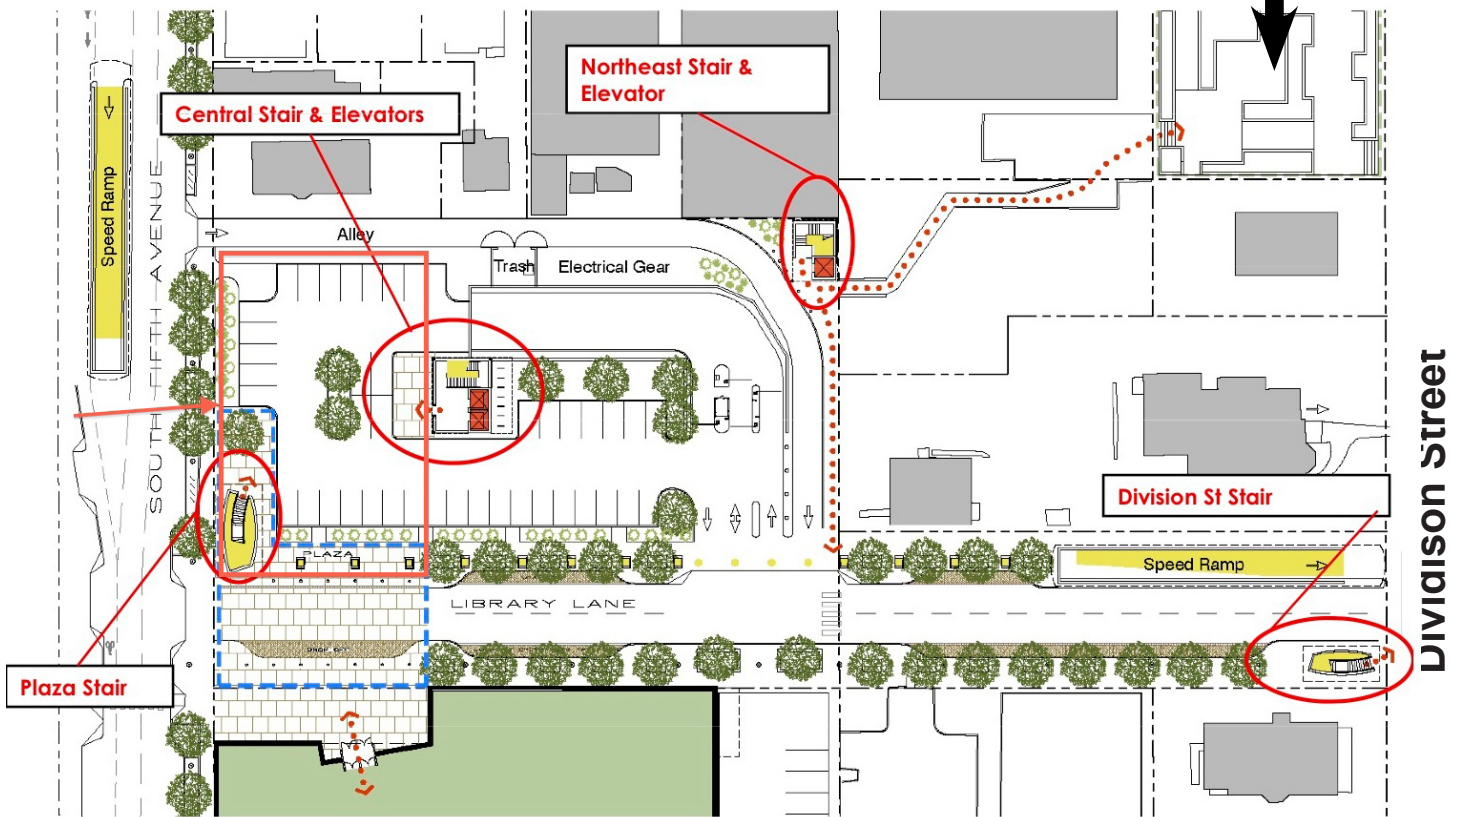 Northeast Stair &
Elevator
Central Stair & Elevators
Speed Ramp
SOUTH FIFTH AVENUE
Alley
Trash
Electrical Gear
Division Street
Division St Stair
PLAZA
Speed Ramp
LIBRARY LANE
Plaza Stair